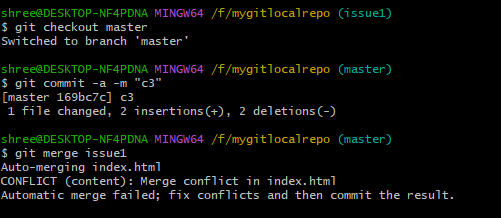 shree@DESKTOP-NF4PDNA MINGW64 /f/mygitlocalrepo (issue1)
$ git checkout master
Switched to branch 'master'
shree@DESKTOP-NF4PDNA MINGW64 /f/mygitlocalrepo (master)
$ git commit -a -m "c3"
[master 169bc7c] c3
 1 file changed, 2 insertions(+), 2 deletions(-)
shree@DESKTOP-NF4PDNA MINGW64 /f/mygitlocalrepo (master)
$ git merge issue1
Auto-merging index.html
CONFLICT (content): Merge conflict in index.html
Automatic merge failed; fix conflicts and then commit the result.